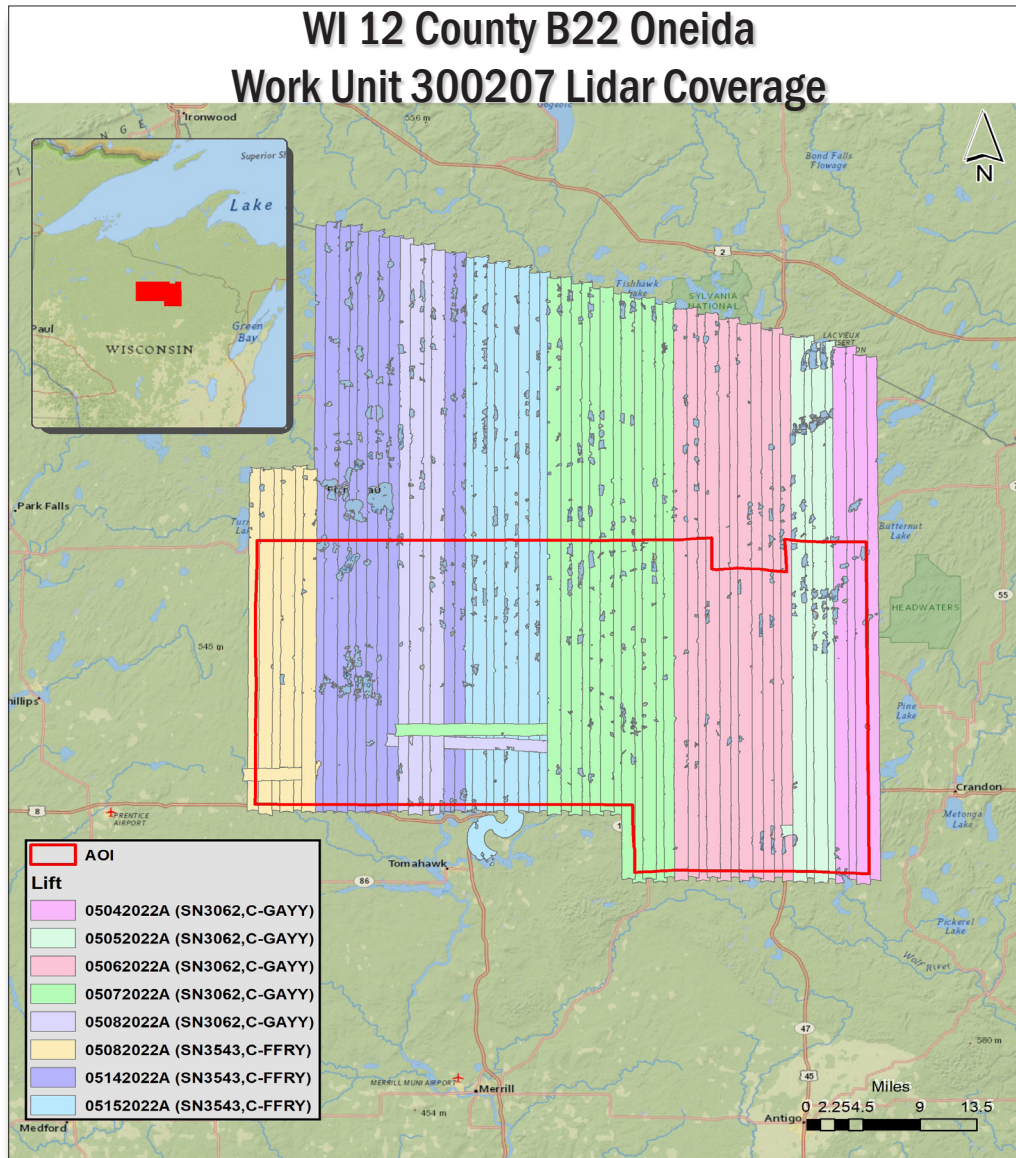 WI 12 County B22 Oneida
Work Unit 300207 Lidar Coverage
Ironwood
556 m
Gogebic
N G E
Superior
Lake
Bond Falls
Flowage
N
2
Fishhawk
Lake
SYLVANIA
NATIONAL
Paul
WISCONSIN
Green
Bay
LAC VIEUX
Park Falls
Butternut
Lake
HEADWATERS
55
545 m
Pine
Lake
8
PRENTICE
AIRPORT
Crandon
Metonga
Lake
Tomahawk
86
AOI
Lift
05042022A (SN3062,C-GAYY)
05052022A (SN3062,C-GAYY)
05062022A (SN3062,C-GAYY)
05072022A (SN3062,C-GAYY)
05082022A (SN3062,C-GAYY)
05082022A (SN3543,C-FFRY)
05142022A (SN3543,C-FFRY)
05152022A (SN3543,C-FFRY)
Pickerel
Lake
Wolf River
47
580 m
45
MERRILL MUNI AIRPORT
Merrill
454 m
Medford
Antigo
Miles
0 2.254.5 9 13.5